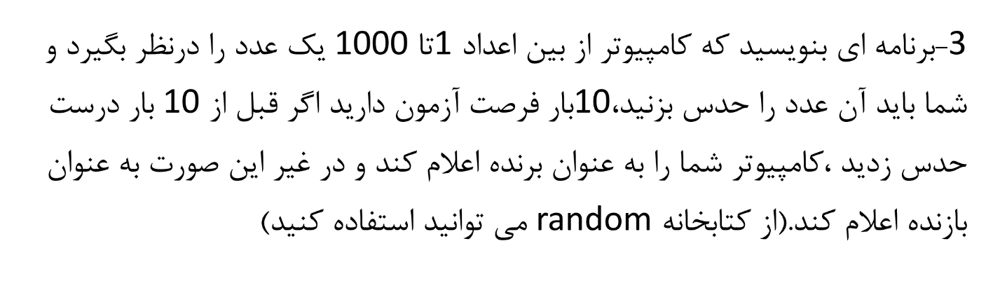 3-برنامه ای بنویسید که کامپیوتر از بین اعداد 1تا 1000 یک عدد را درنظر بگیرد و
شما باید آن عدد را حدس بزنید،10بار فرصت آزمون دارید اگر قبل از 10 بار درست
حدس زدید ،کامپیوتر شما را به عنوان برنده اعلام کند و در غیر این صورت به عنوان
بازنده اعلام کند.(از کتابخانه random می توانید استفاده کنید)